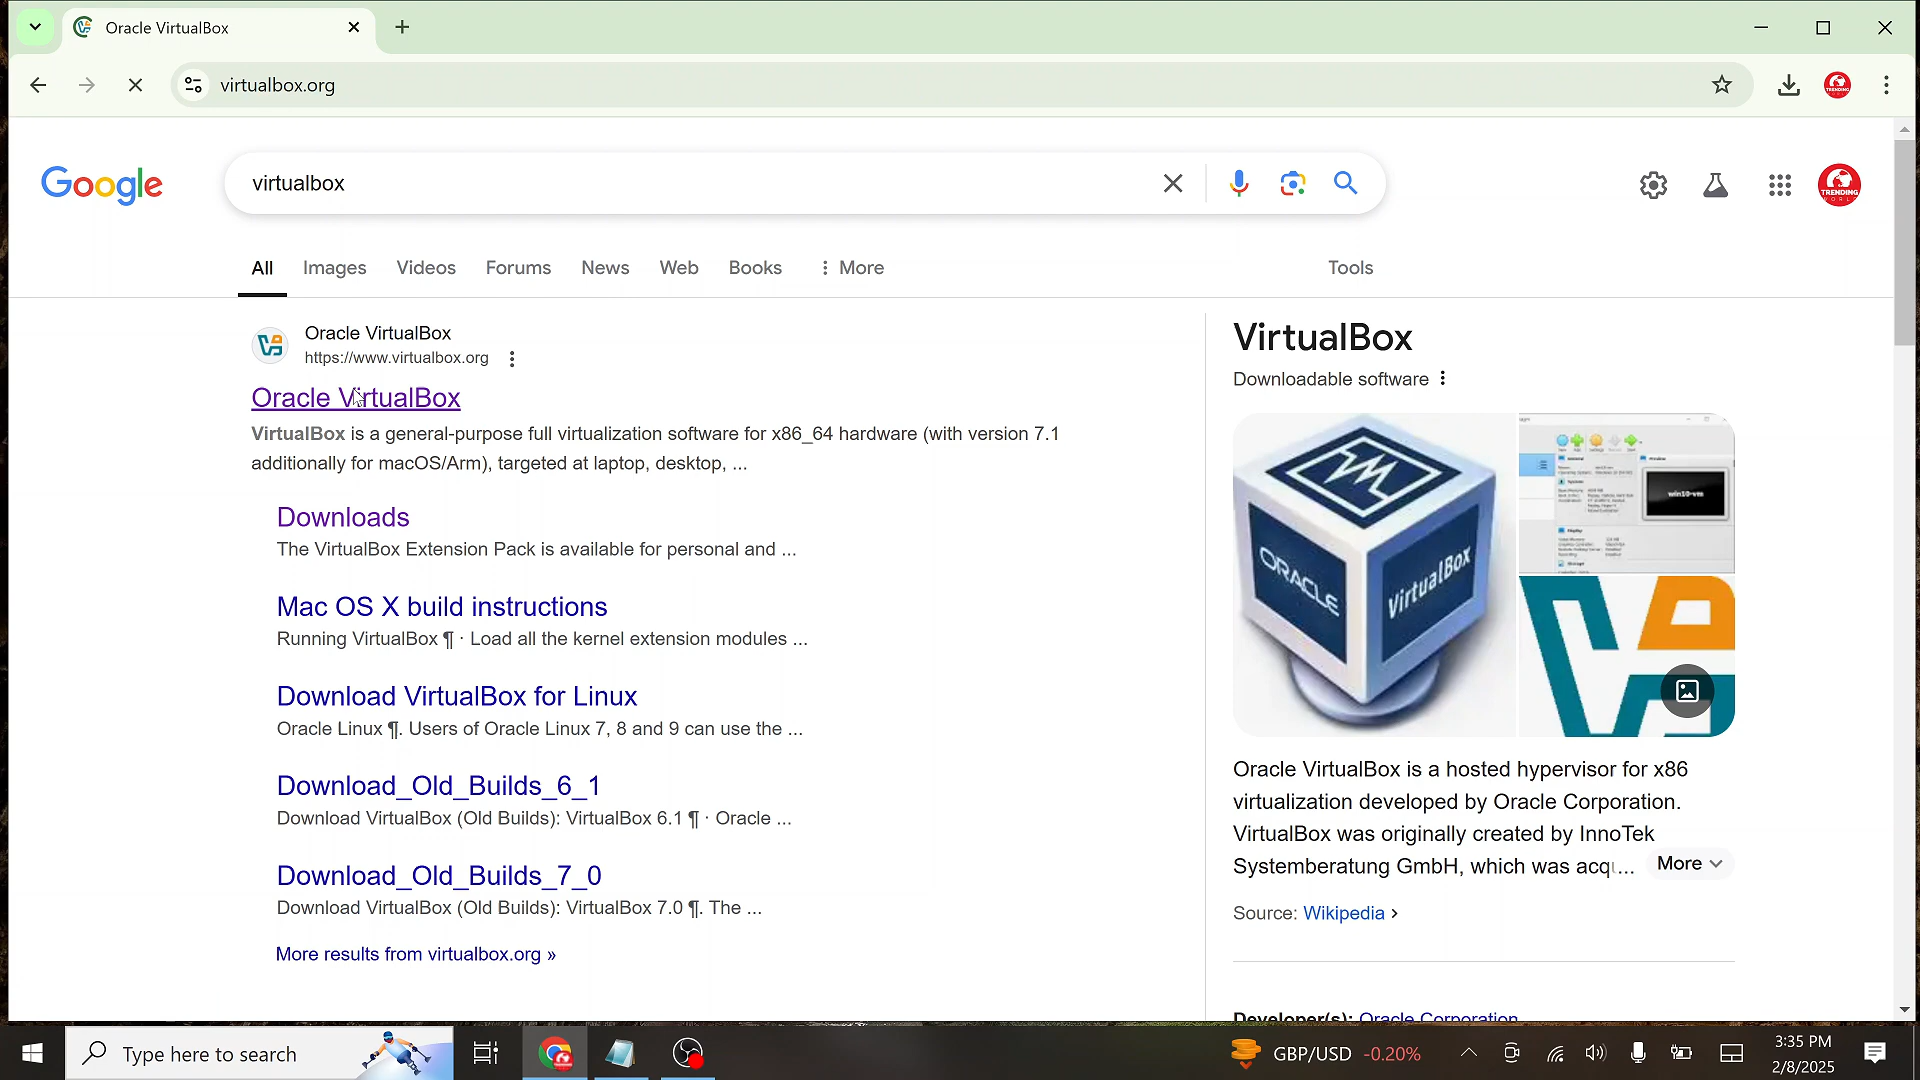 Oracle VirtualBox
virtualbox.org
TRENDING
Google
virtualbox
TRENDING
WORLD
All
Images
Videos
Forums
News
Web
Books
More
Tools
Oracle VirtualBox
https://www.virtualbox.org
Oracle VirtualBox
VirtualBox is a general-purpose full virtualization software for x86_64 hardware (with version 7.1
additionally for macOS/Arm), targeted at laptop, desktop, ...
Downloads
The VirtualBox Extension Pack is available for personal and ...
Mac OS X build instructions
Running VirtualBox ¶ · Load all the kernel extension modules ...
Download VirtualBox for Linux
Oracle Linux ¶. Users of Oracle Linux 7, 8 and 9 can use the ...
Download_Old_Builds_6_1
Download VirtualBox (Old Builds): VirtualBox 6.1 ¶ · Oracle ...
Download_Old_Builds_7_0
Download VirtualBox (Old Builds): VirtualBox 7.0 ¶. The ...
More results from virtualbox.org »
VirtualBox
Downloadable software
ORACLE
VirtualBox
win10-vm
Oracle VirtualBox is a hosted hypervisor for x86
virtualization developed by Oracle Corporation.
VirtualBox was originally created by InnoTek
Systemberatung GmbH, which was acqu... More
Source: Wikipedia ›
Developer(s): Oracle Corporation
Type here to search
GBP/USD -0.20%
3:35 PM
2/8/2025